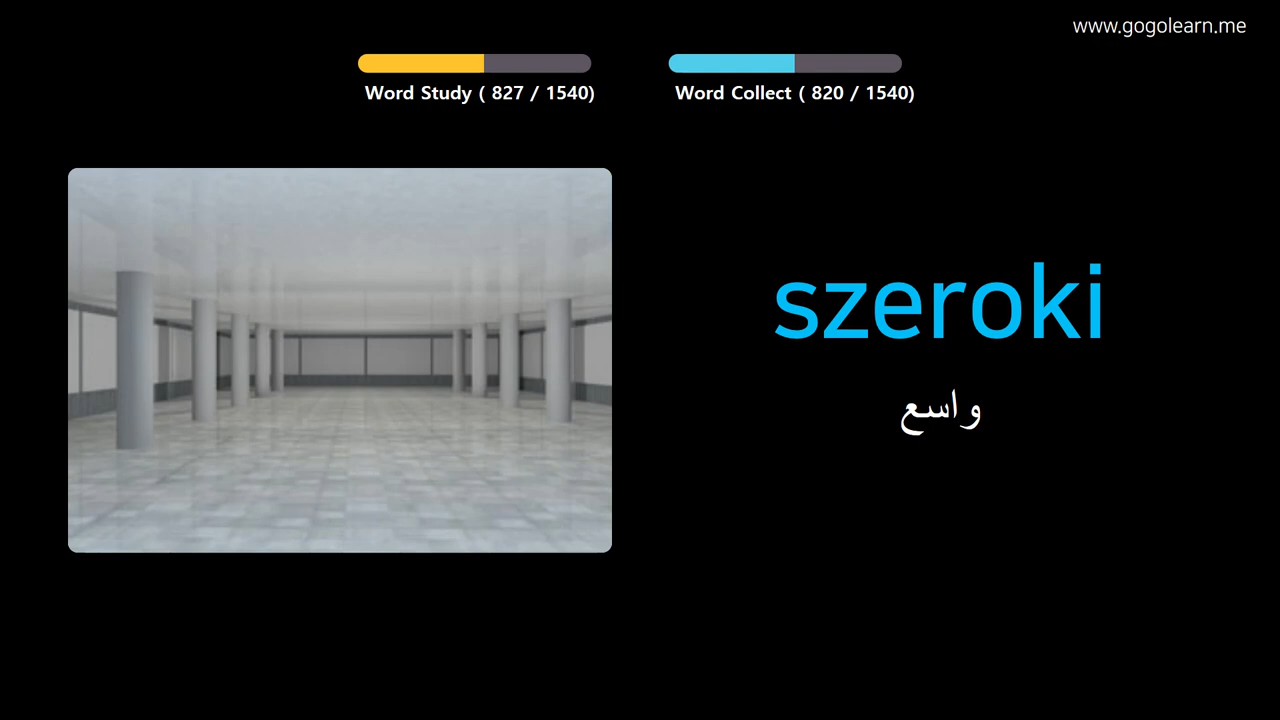 www.gogolearn.me
Word Study ( 827 / 1540)
Word Collect ( 820 / 1540)
szeroki
واسع